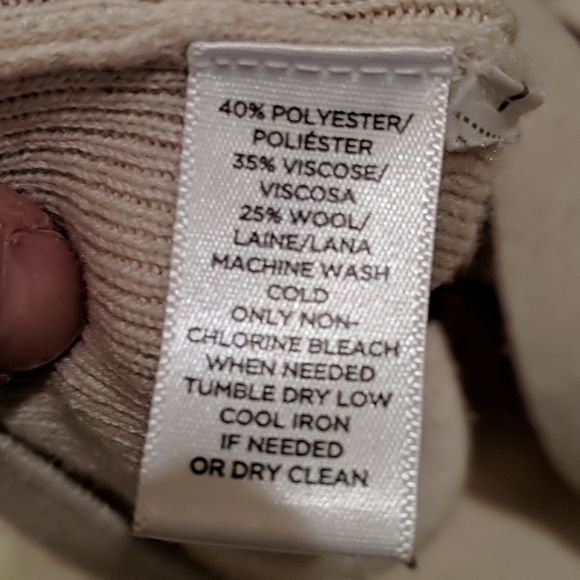 40% POLYESTER/
POLIÉSTER
35% VISCOSE/
VISCOSA
25% WOOL/
LAINE/LANA
MACHINE WASH
COLD
ONLY NON-
CHLORINE BLEACH
WHEN NEEDED
TUMBLE DRY LOW
COOL IRON
IF NEEDED
OR DRY CLEAN